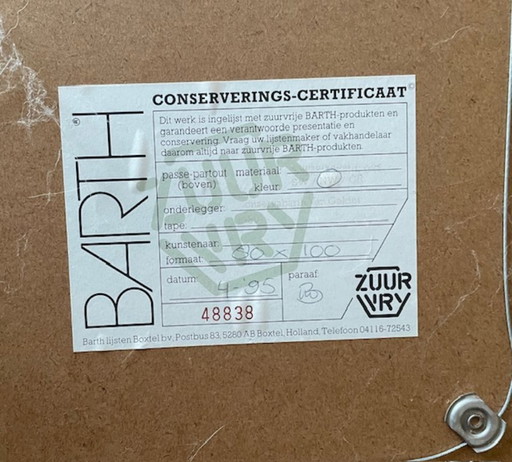 BARTH®
CONSERVERINGS-CERTIFICAAT©
Dit werk is ingelijst met zuurvrije BARTH-produkten en
garandeert een verantwoorde presentatie en
conservering. Vraag uw lijstenmaker of vakhandelaar
daarom altijd naar zuurvrije BARTH-produkten.
passe-partout materiaal:
(boven) kleur:
onderlegger:
tape:
kunstenaar:
formaat: 80 x 100
datum: 4-95 paraaf:
48838
ZUUR
VRY
ZUUR
VRY
Barth lijsten Boxtel bv, Postbus 83, 5280 AB Boxtel, Holland, Telefoon 04116-72543